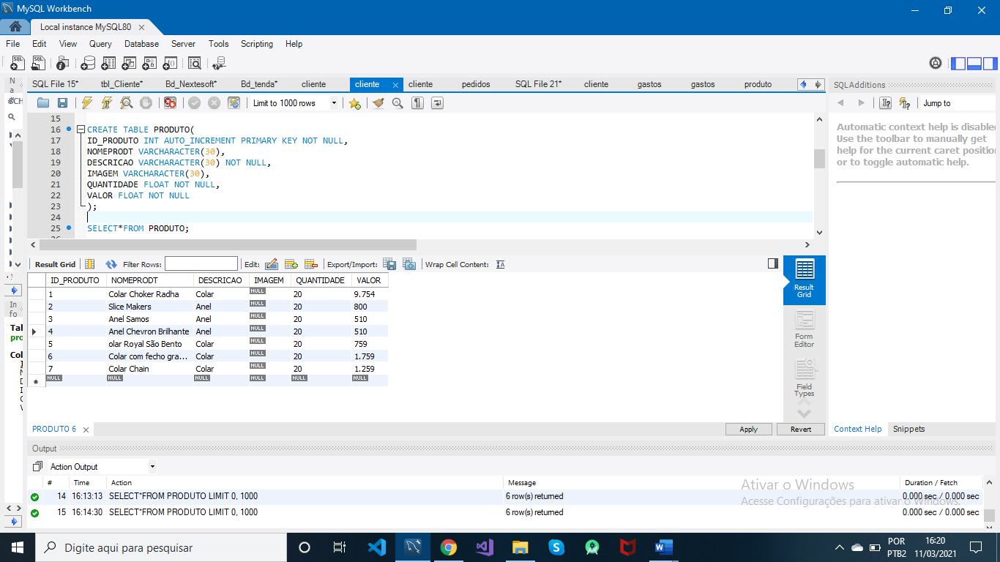 MySQL Workbench
Local instance MySQL80
File Edit View Query Database Server Tools Scripting Help
SQL File 15* tbl_Cliente* Bd_Nextesoft* Bd_tenda* cliente cliente cliente pedidos SQL File 21* cliente gastos gastos produto
SQLAdditions
Limit to 1000 rows
Jump to
15
16 CREATE TABLE PRODUTO(
17 ID_PRODUTO INT AUTO_INCREMENT PRIMARY KEY NOT NULL,
18 NOMEPRODT VARCHARACTER(30),
19 DESCRICAO VARCHARACTER(30) NOT NULL,
20 IMAGEM VARCHARACTER(30),
21 QUANTIDADE FLOAT NOT NULL,
22 VALOR FLOAT NOT NULL
23 );
24
25 SELECT*FROM PRODUTO;
Automatic context help is disabled
Use the toolbar to manually get
help for the current caret position
or to toggle automatic help.
Result Grid Filter Rows: Edit: Export/Import: Wrap Cell Content:
ID_PRODUTO NOMEPRODT DESCRICAO IMAGEM QUANTIDADE VALOR
1 Colar Choker Radha Colar NULL 20 9.754
2 Slice Makers Anel NULL 20 800
3 Anel Samos Anel NULL 20 510
4 Anel Chevron Brilhante Anel NULL 20 510
5 olar Royal São Bento Colar NULL 20 759
6 Colar com fecho gra... Colar NULL 20 1.759
7 Colar Chain Colar NULL 20 1.259
NULL NULL NULL NULL NULL NULL
Result
Grid
Form
Editor
Field
Types
In
fo
Tal
pro
Col
PRODUTO 6
Apply Revert
Context Help Snippets
Output
Action Output
# Time Action Message Duration / Fetch
14 16:13:13 SELECT*FROM PRODUTO LIMIT 0, 1000 6 row(s) returned 0.000 sec / 0.000 sec
15 16:14:30 SELECT*FROM PRODUTO LIMIT 0, 1000 6 row(s) returned 0.000 sec / 0.000 sec
Ativar o Windows
Acesse Configurações para ativar o Windows.
Digite aqui para pesquisar
POR
PTB2
16:20
11/03/2021